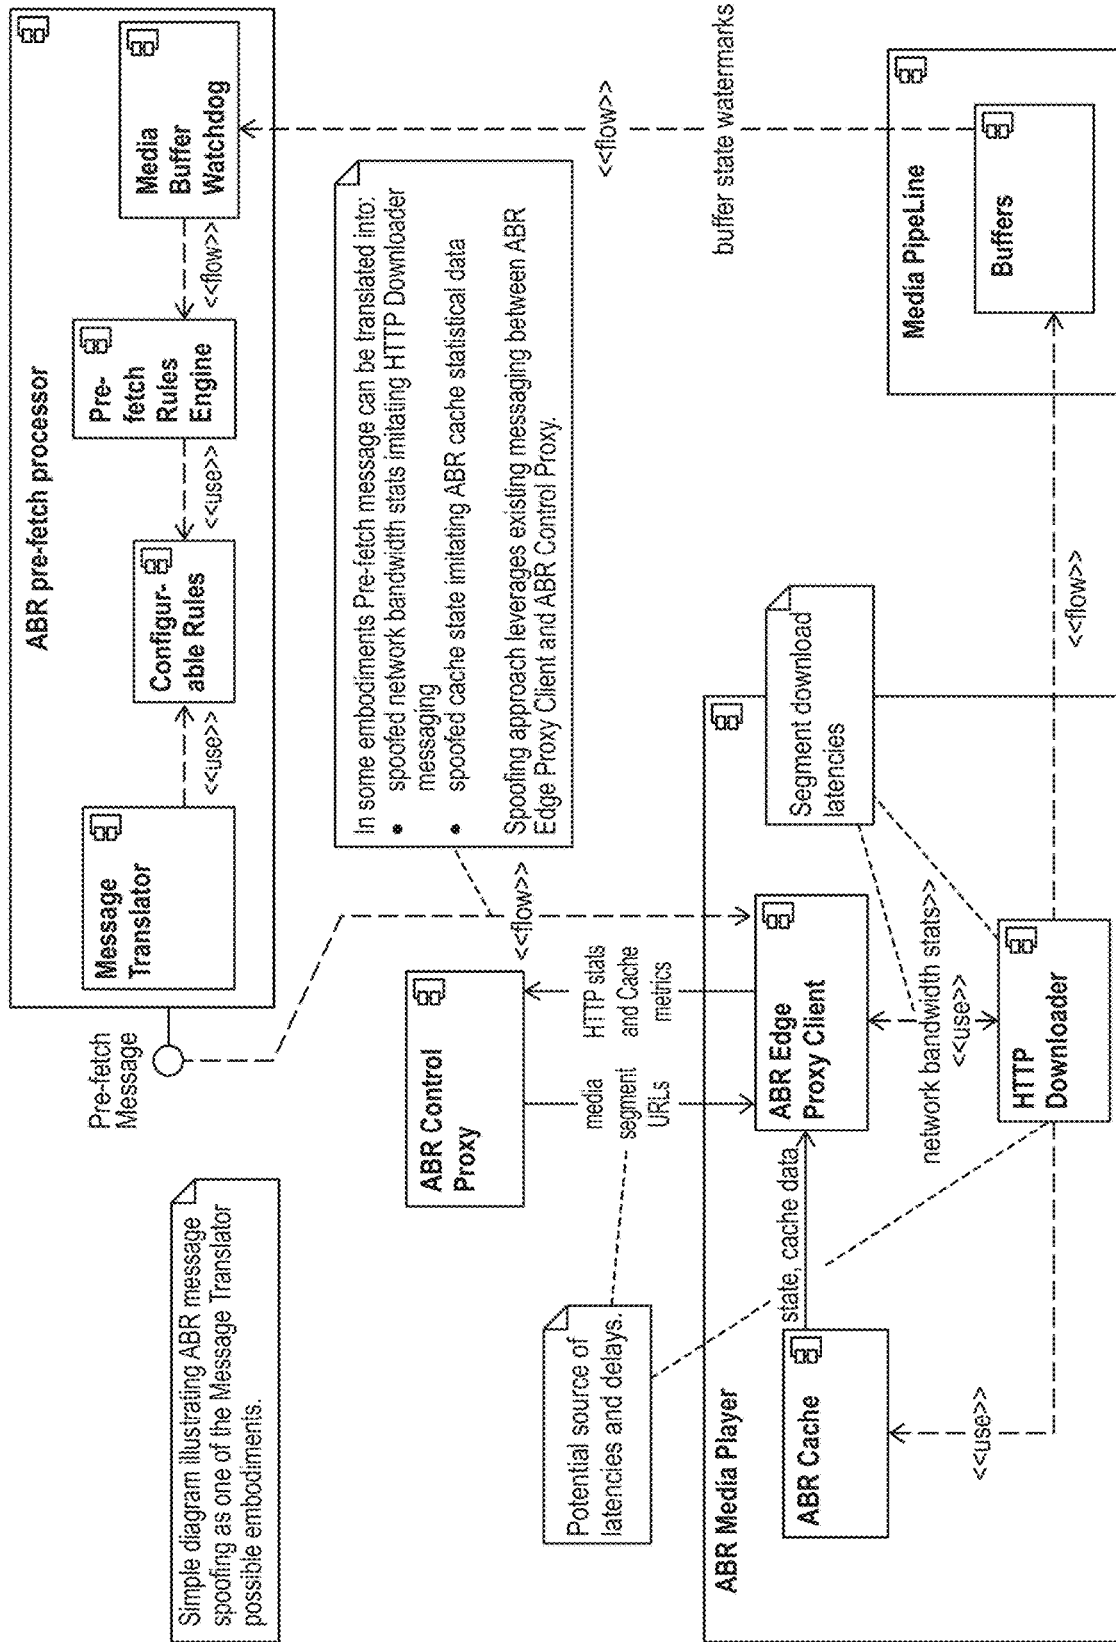 Simple diagram illustrating ABR message
spoofing as one of the Message Translator
possible embodiments.
Pre-fetch
Message
ABR pre-fetch processor
Message
Translator
<<use>>
Configur-
able Rules
<<use>>
Pre-
fetch
Rules
Engine
<<flow>>
Media
Buffer
Watchdog
In some embodiments Pre-fetch message can be translated into:
• spoofed network bandwidth stats imitating HTTP Downloader
messaging
• spoofed cache state imitating ABR cache statistical data
Spoofing approach leverages existing messaging between ABR
Edge Proxy Client and ABR Control Proxy.
<<flow>>
ABR Control
Proxy
media
segment
URLs
HTTP stats
and Cache
metrics
<<flow>>
buffer state watermarks
Potential source of
latencies and delays.
ABR Media Player
ABR Cache
state, cache data
ABR Edge
Proxy Client
Segment download
latencies
network bandwidth stats>>
<<use>>
HTTP
Downloader
<<use>>
<<flow>>
Media PipeLine
Buffers